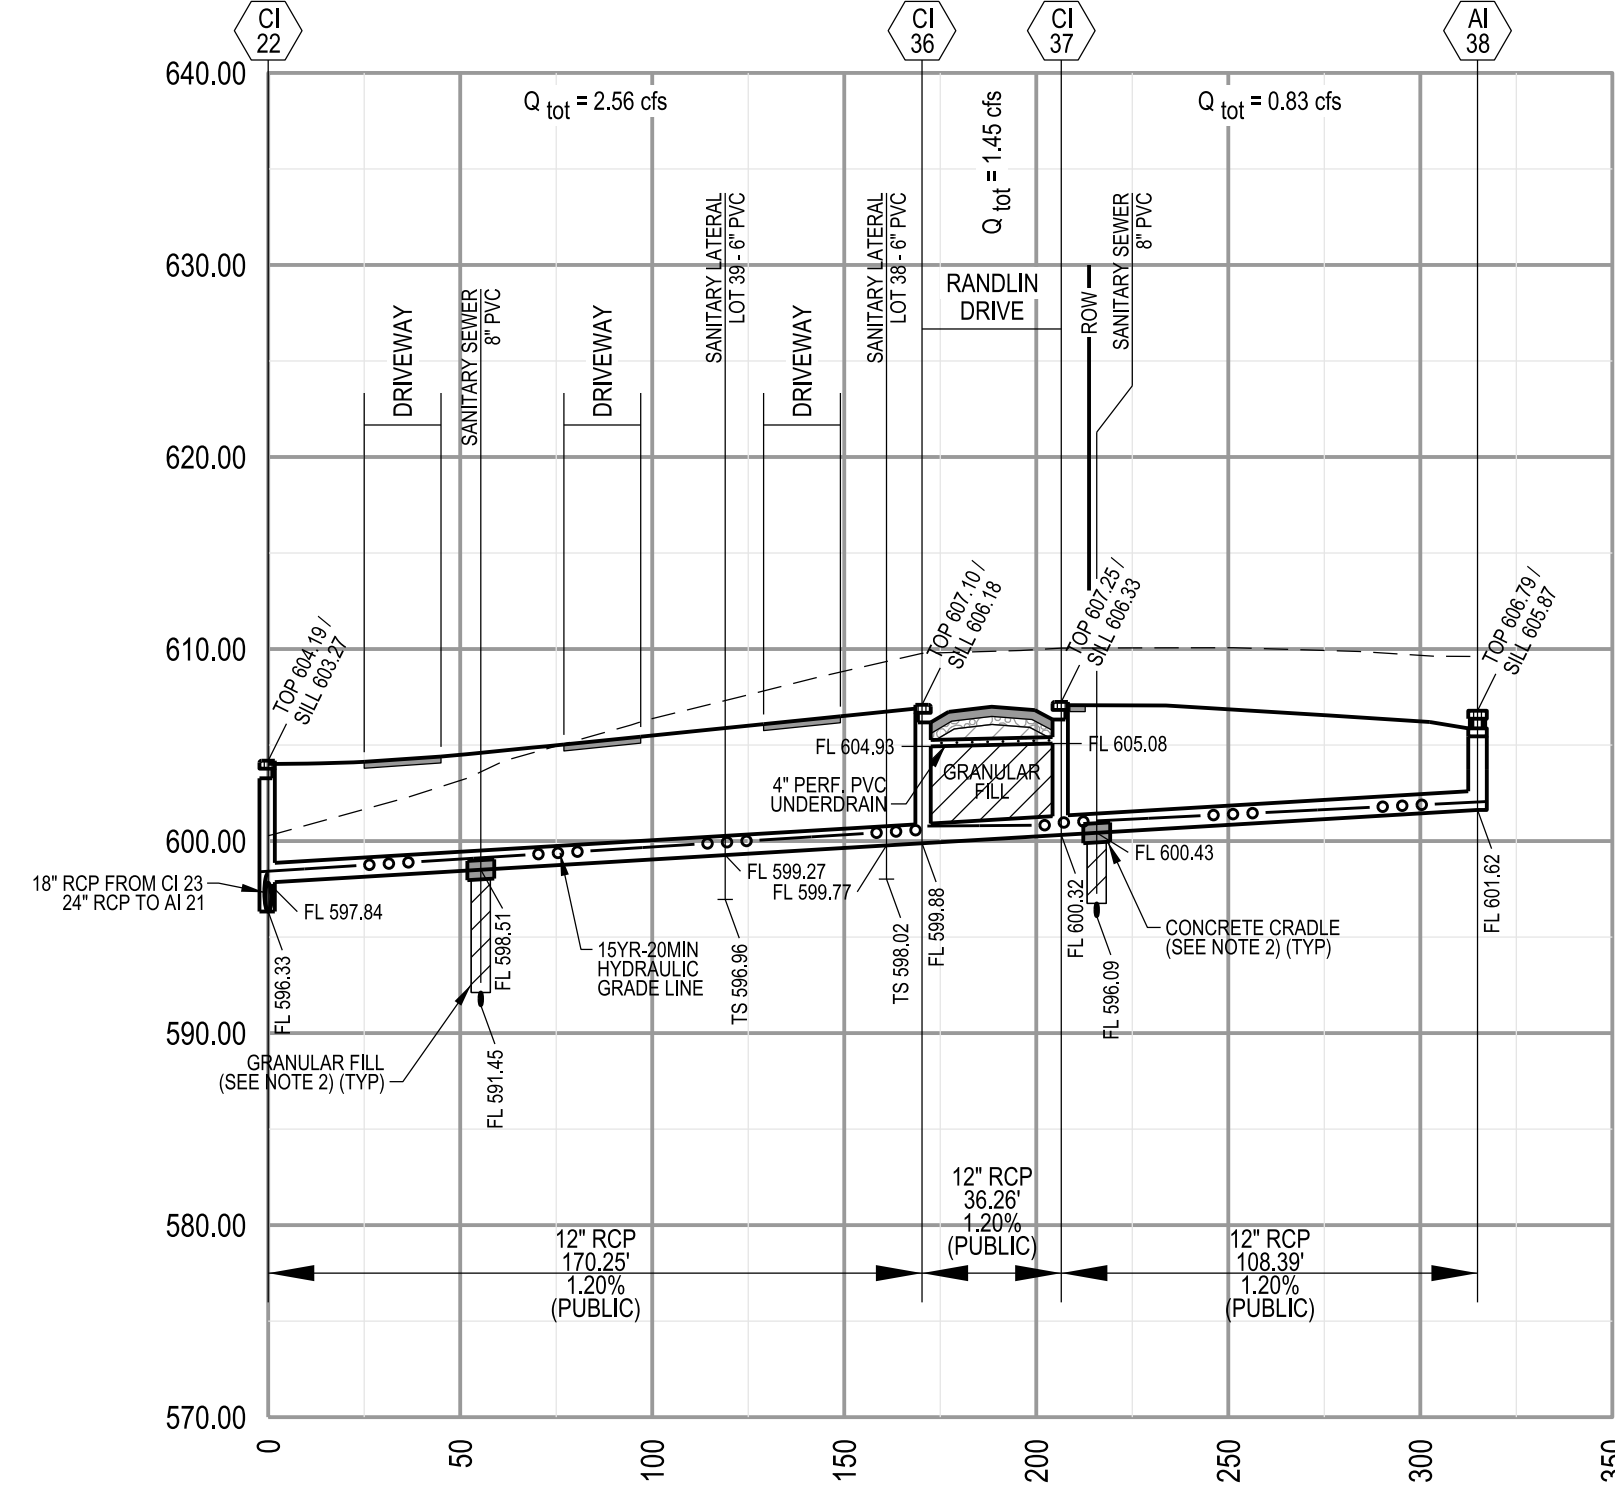 CI
22
CI
36
CI
37
AI
38
640.00
630.00
620.00
610.00
600.00
590.00
580.00
570.00
Q tot = 2.56 cfs
Q tot = 1.45 cfs
Q tot = 0.83 cfs
DRIVEWAY
SANITARY SEWER
8" PVC
DRIVEWAY
SANITARY LATERAL
LOT 39 - 6" PVC
DRIVEWAY
SANITARY LATERAL
LOT 38 - 6" PVC
RANDLIN
DRIVE
ROW
SANITARY SEWER
8" PVC
TOP 604.19 /
SILL 603.27
TOP 607.10 /
SILL 606.18
TOP 607.25 /
SILL 606.33
TOP 606.79 /
SILL 605.87
FL 604.93
FL 605.08
4" PERF. PVC
UNDERDRAIN
GRANULAR
FILL
18" RCP FROM CI 23
24" RCP TO AI 21
FL 597.84
FL 596.33
FL 598.51
FL 591.45
GRANULAR FILL
(SEE NOTE 2) (TYP)
15YR-20MIN
HYDRAULIC
GRADE LINE
FL 599.27
TS 596.96
FL 599.77
TS 598.02
FL 599.88
FL 600.32
FL 600.43
FL 596.09
CONCRETE CRADLE
(SEE NOTE 2) (TYP)
FL 601.62
12" RCP
170.25'
1.20%
(PUBLIC)
12" RCP
36.26'
1.20%
(PUBLIC)
12" RCP
108.39'
1.20%
(PUBLIC)
0
50
100
150
200
250
300
350